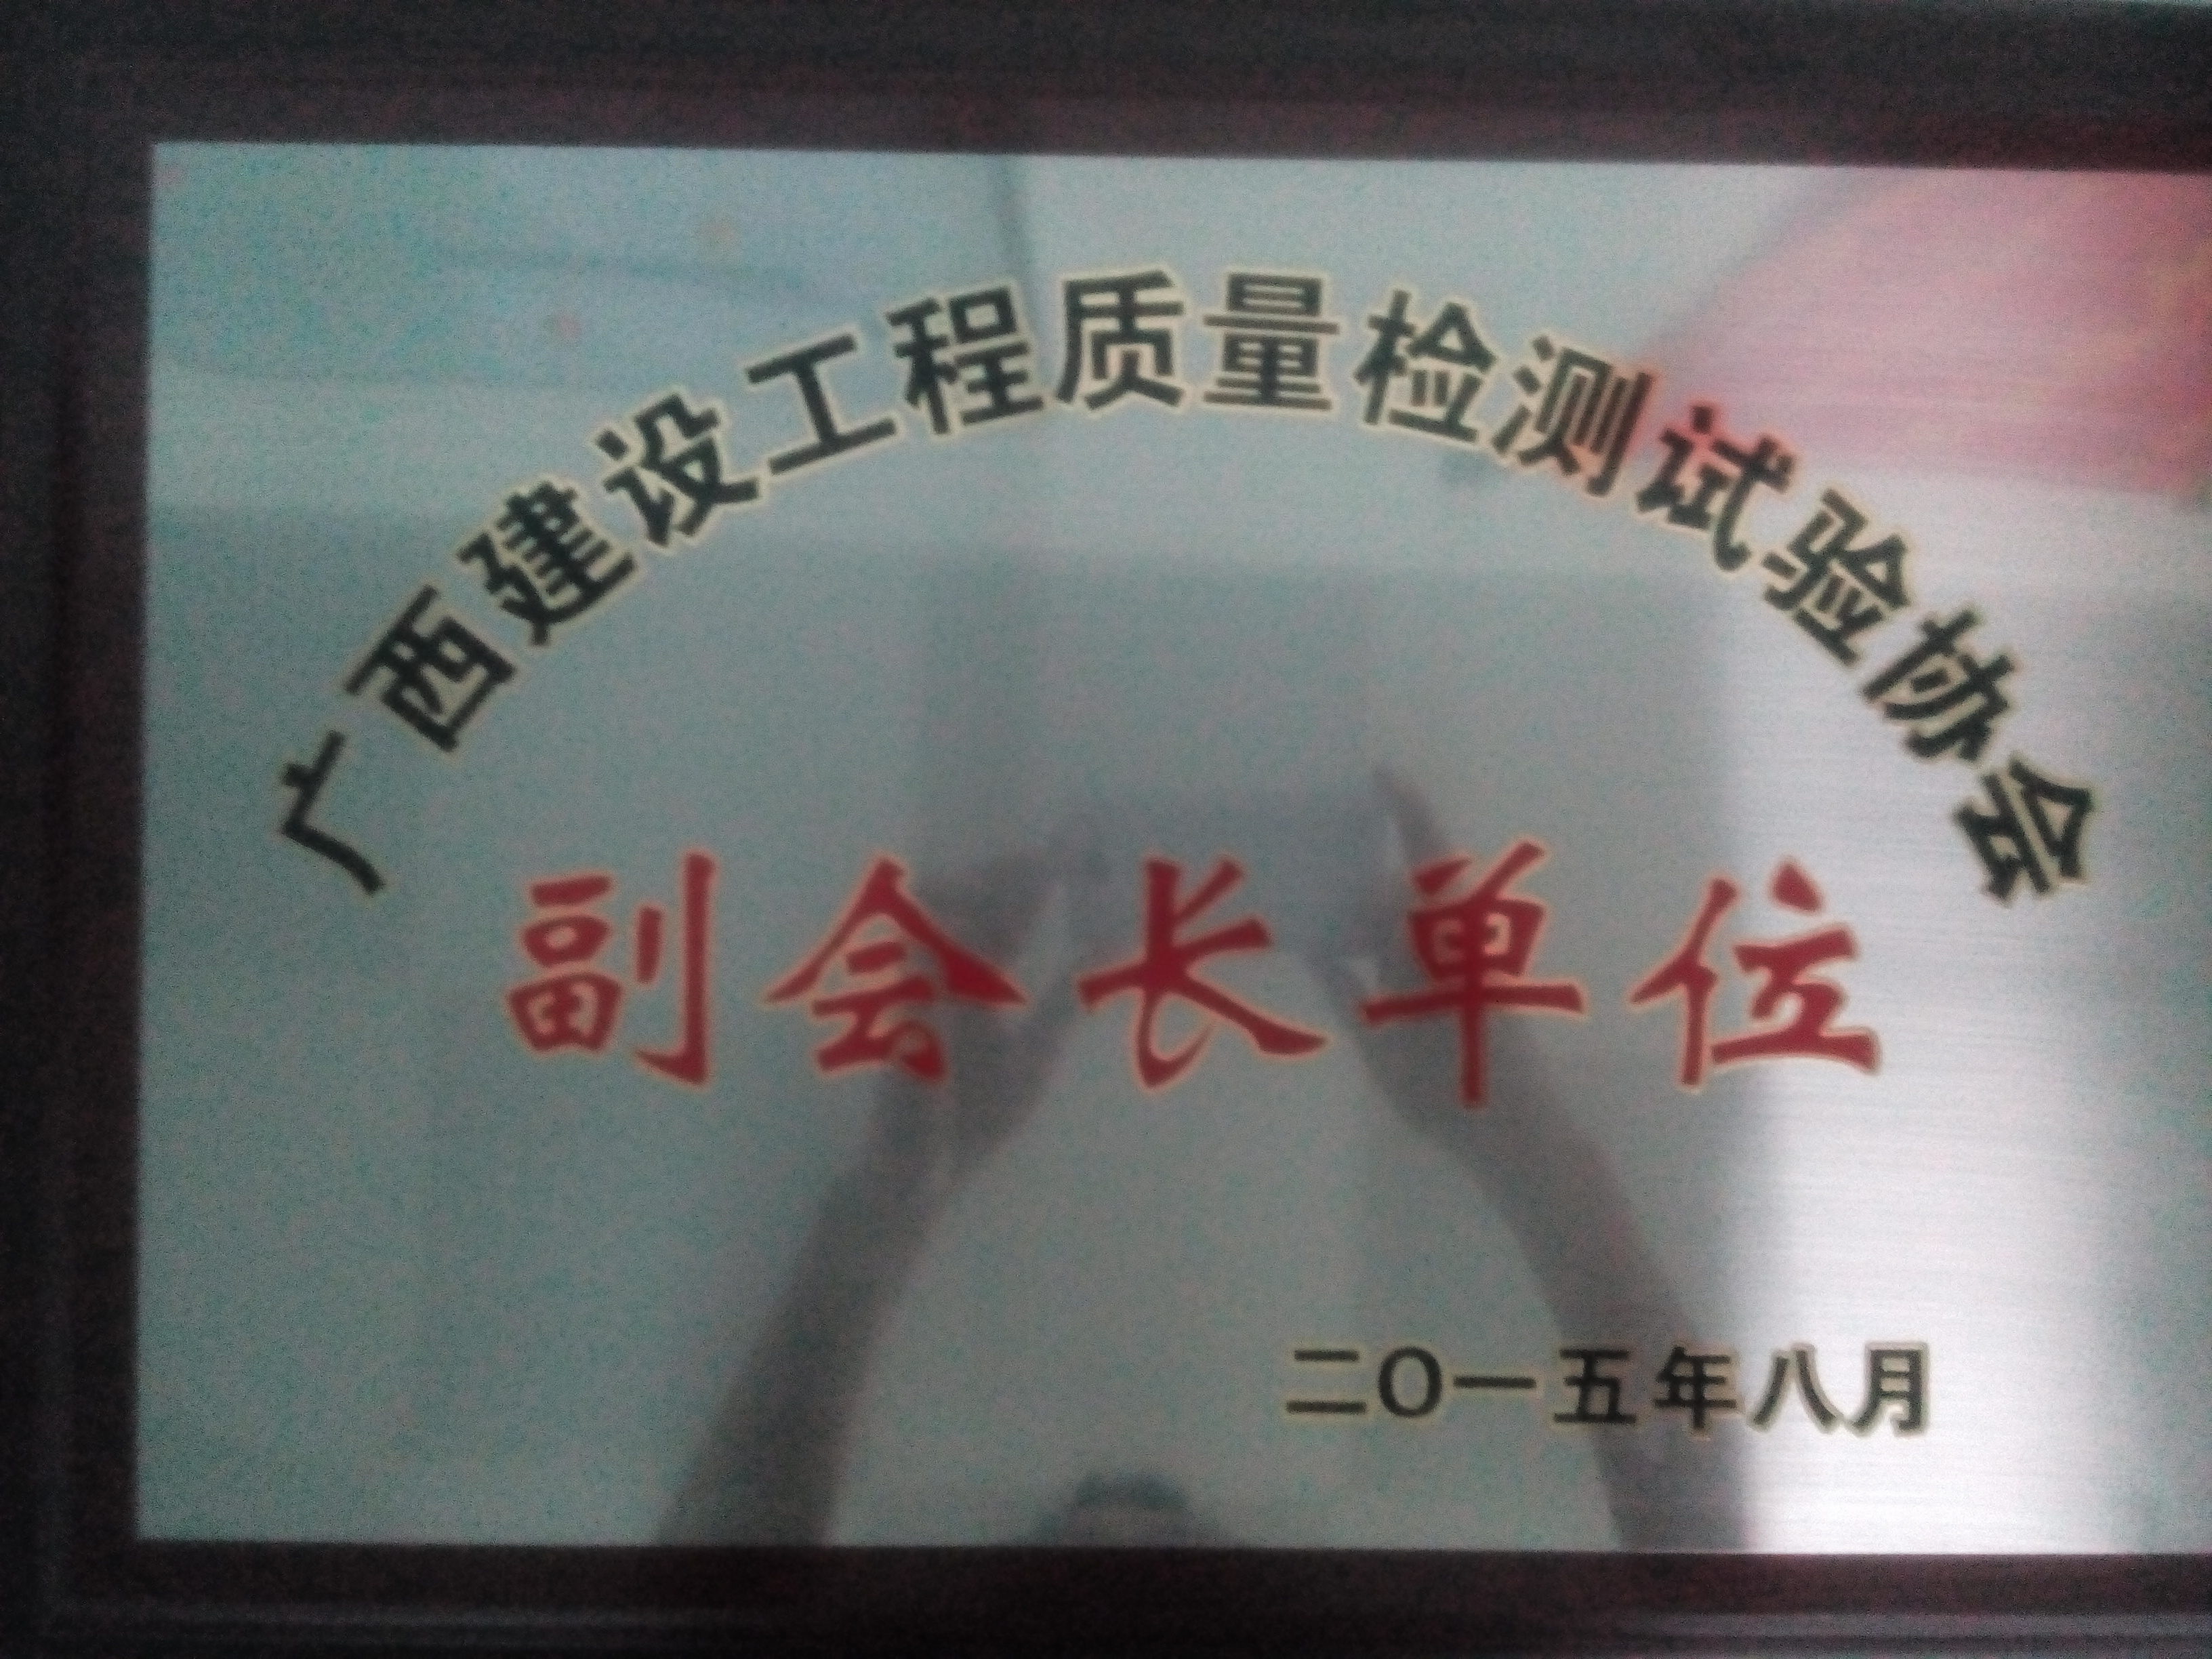 广西建设工程质量检测试验协会
副会长单位
二〇一五年八月